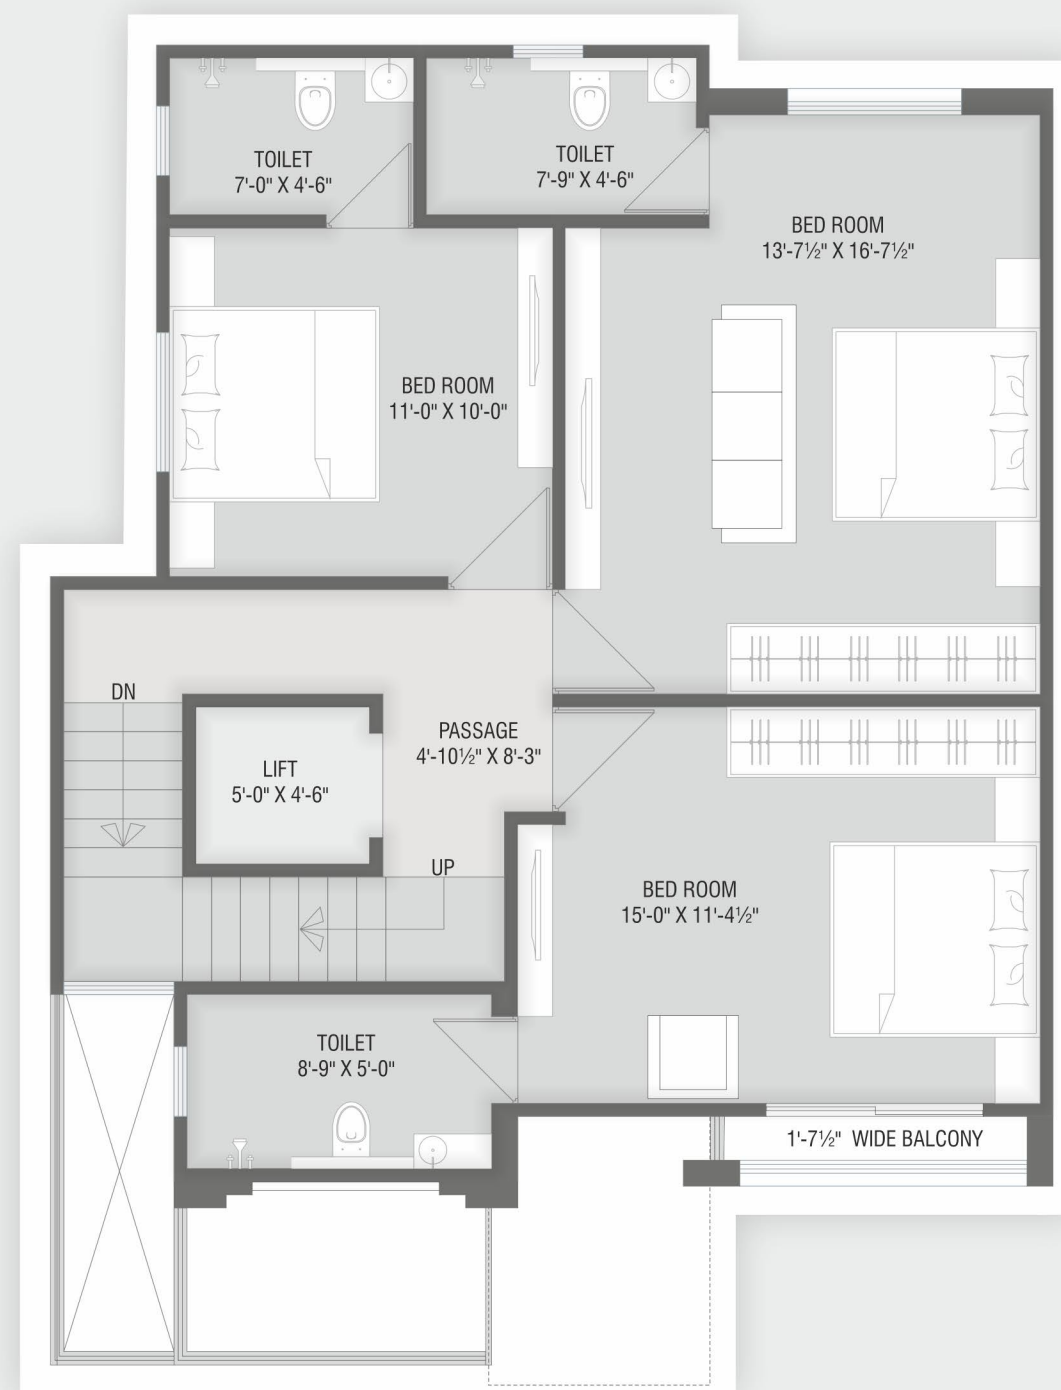 TOILET
7'-0" X 4'-6"
TOILET
7'-9" X 4'-6"
BED ROOM
13'-7½" X 16'-7½"
BED ROOM
11'-0" X 10'-0"
DN
PASSAGE
4'-10½" X 8'-3"
LIFT
5'-0" X 4'-6"
UP
BED ROOM
15'-0" X 11'-4½"
TOILET
8'-9" X 5'-0"
1'-7½" WIDE BALCONY